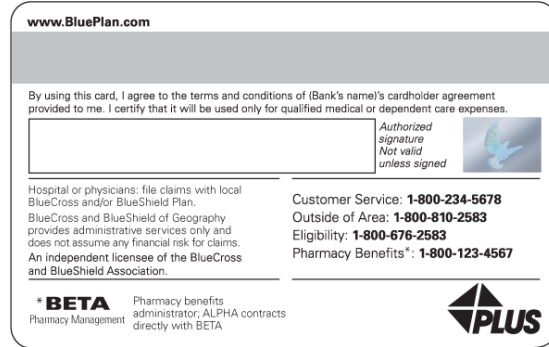 www.BluePlan.com
By using this card, I agree to the terms and conditions of (Bank's name)'s cardholder agreement
provided to me. I certify that it will be used only for qualified medical or dependent care expenses.
Authorized
signature
Not valid
unless signed
Hospital or physicians: file claims with local
BlueCross and/or BlueShield Plan.
BlueCross and BlueShield of Geography
provides administrative services only and
does not assume any financial risk for claims.
An independent licensee of the BlueCross
and BlueShield Association.
Customer Service: 1-800-234-5678
Outside of Area: 1-800-810-2583
Eligibility: 1-800-676-2583
Pharmacy Benefits*: 1-800-123-4567
*BETA
Pharmacy Management
Pharmacy benefits
administrator; ALPHA contracts
directly with BETA
PLUS